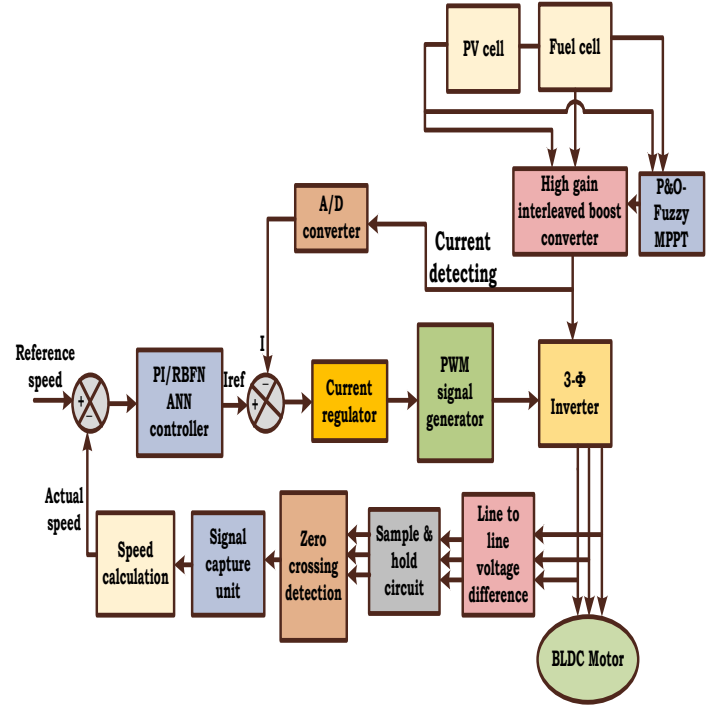 PV cell
Fuel cell
High gain
interleaved boost
converter
P&O-
Fuzzy
MPPT
A/D
converter
Current
detecting
I
Reference
speed
+
−
PI/RBFN
ANN
controller
Iref
−
+
Current
regulator
PWM
signal
generator
3-Φ
Inverter
Actual
speed
Speed
calculation
Signal
capture
unit
Zero
crossing
detection
Sample &
hold
circuit
Line to
line
voltage
difference
BLDC Motor